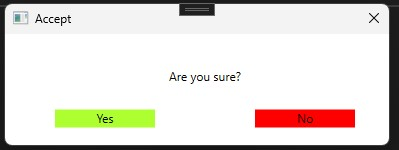 Accept
Are you sure?
Yes
No